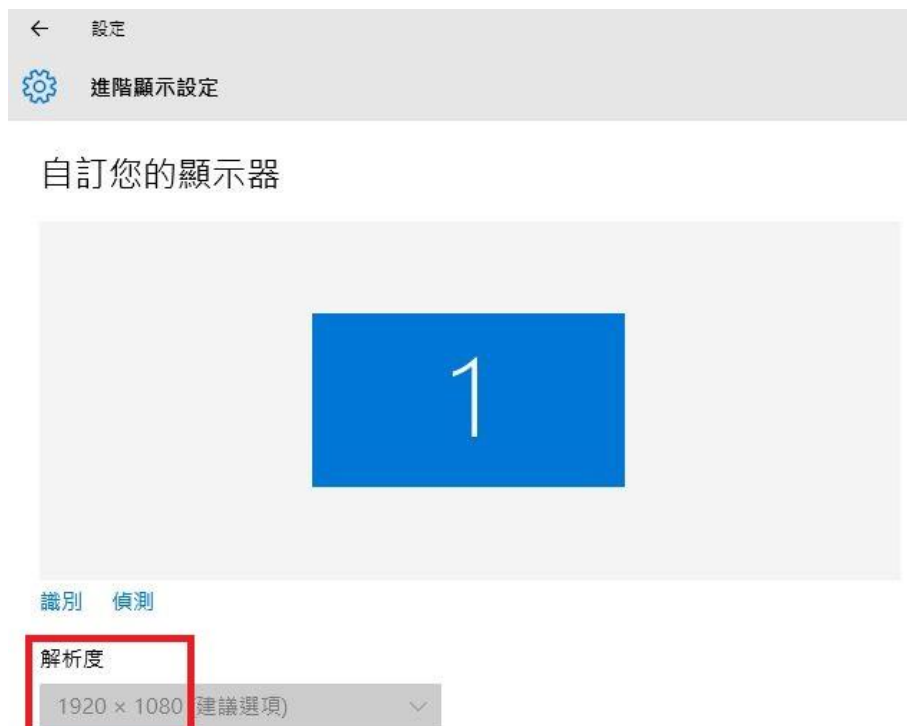 設定
進階顯示設定
自訂您的顯示器
1
識別 偵測
解析度
1920 × 1080 (建議選項)